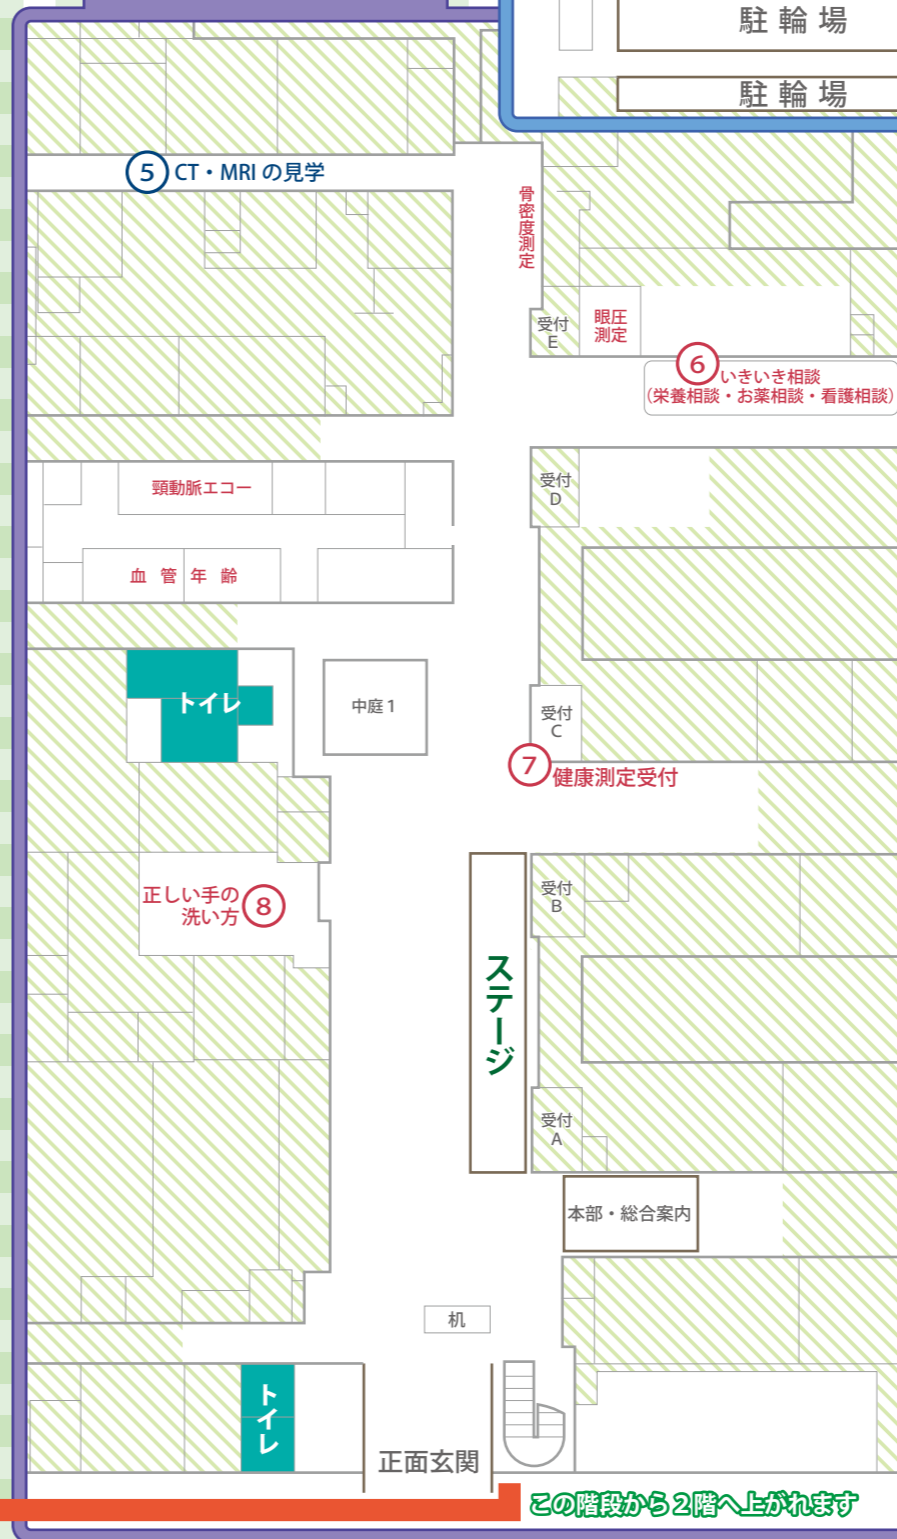 駐輪場
駐輪場
5 CT・MRI の見学
骨密度測定
受付
E
眼圧
測定
6 いきいき相談
(栄養相談・お薬相談・看護相談)
頸動脈エコー
受付
D
血管年齢
トイレ
中庭1
受付
C
7 健康測定受付
正しい手の
洗い方
8
受付
B
ステージ
受付
A
本部・総合案内
机
トイレ
正面玄関
この階段から2階へ上がれます